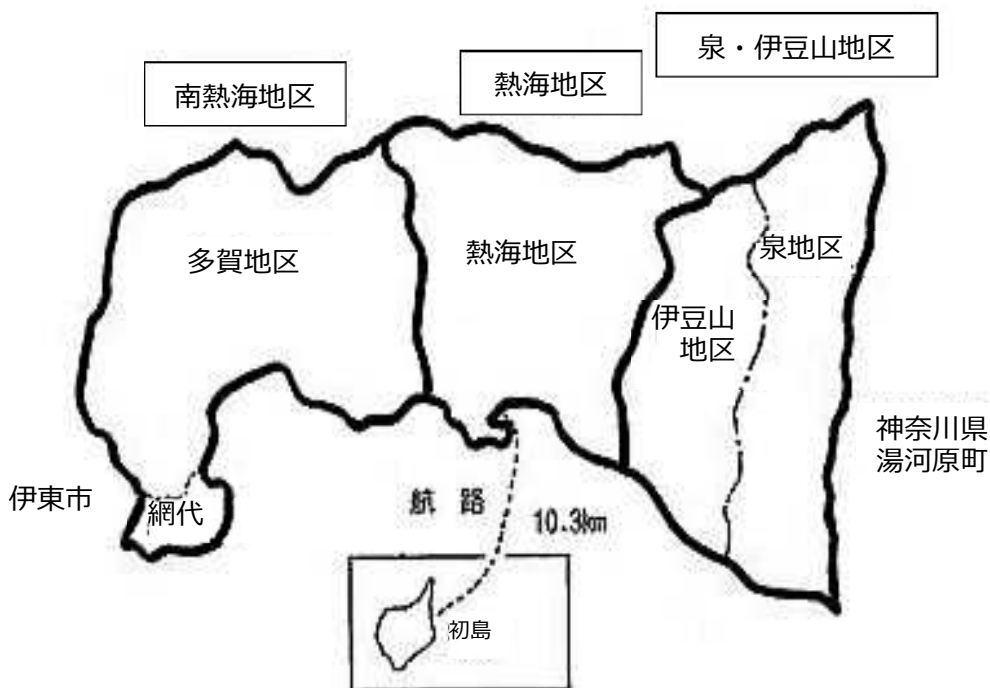 泉・伊豆山地区
熱海地区
南熱海地区
多賀地区
熱海地区
泉地区
伊豆山
地区
神奈川県
湯河原町
伊東市
網代
航路
10.3km
初島